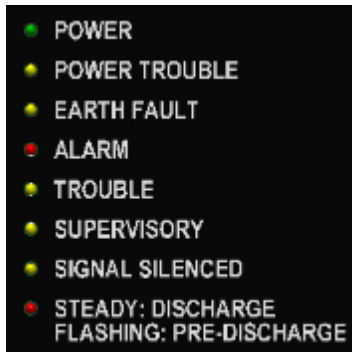 POWER
POWER TROUBLE
EARTH FAULT
ALARM
TROUBLE
SUPERVISORY
SIGNAL SILENCED
STEADY: DISCHARGE
FLASHING: PRE-DISCHARGE